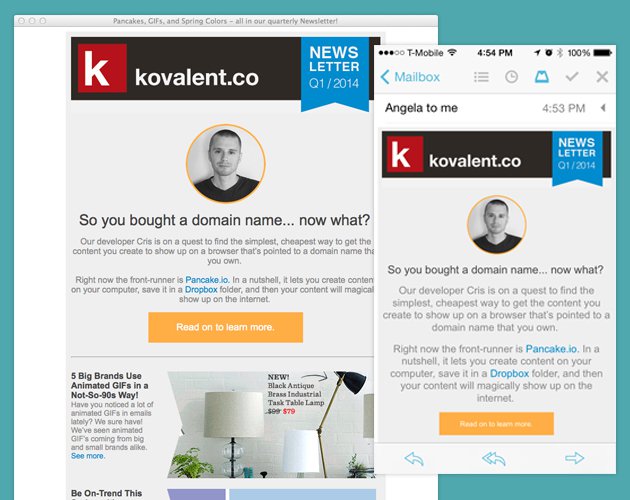 Pancakes, GIFs, and Spring Colors – all in our quarterly Newsletter!
k kovalent.co
NEWS
LETTER
Q1 / 2014
So you bought a domain name... now what?
Our developer Cris is on a quest to find the simplest, cheapest way to get the
content you create to show up on a browser that's pointed to a domain name that
you own.
Right now the front-runner is Pancake.io. In a nutshell, it lets you create content
on your computer, save it in a Dropbox folder, and then your content will magically
show up on the internet.
Read on to learn more.
5 Big Brands Use
Animated GIFs in a
Not-So-90s Way!
Have you noticed a lot of
animated GIFs in emails
lately? We sure have!
We've seen animated
GIF's coming from big
and small brands alike.
See more.
NEW!
Black Antique
Brass Industrial
Task Table Lamp
$99 $79
Be On-Trend This
T-Mobile 4:54 PM 100%
Mailbox
Angela to me 4:53 PM
k kovalent.co
NEWS
LETTER
Q1 / 2014
So you bought a domain name... now what?
Our developer Cris is on a quest to find the
simplest, cheapest way to get the content you
create to show up on a browser that's pointed to a
domain name that you own.
Right now the front-runner is Pancake.io. In a
nutshell, it lets you create content on your
computer, save it in a Dropbox folder, and then
your content will magically show up on the
internet.
Read on to learn more.